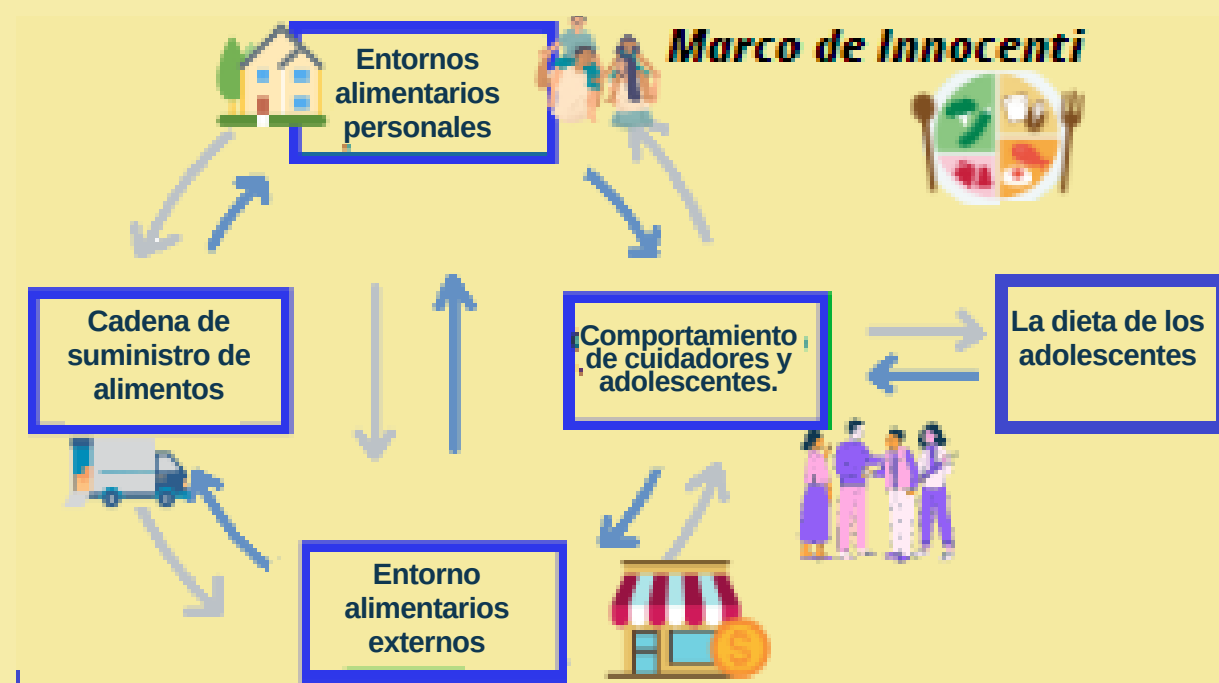 Marco de Innocenti
Entornos
alimentarios
personales
Cadena de
suministro de
alimentos
Comportamiento
de cuidadores y
adolescentes.
La dieta de los
adolescentes
Entorno
alimentarios
externos
$